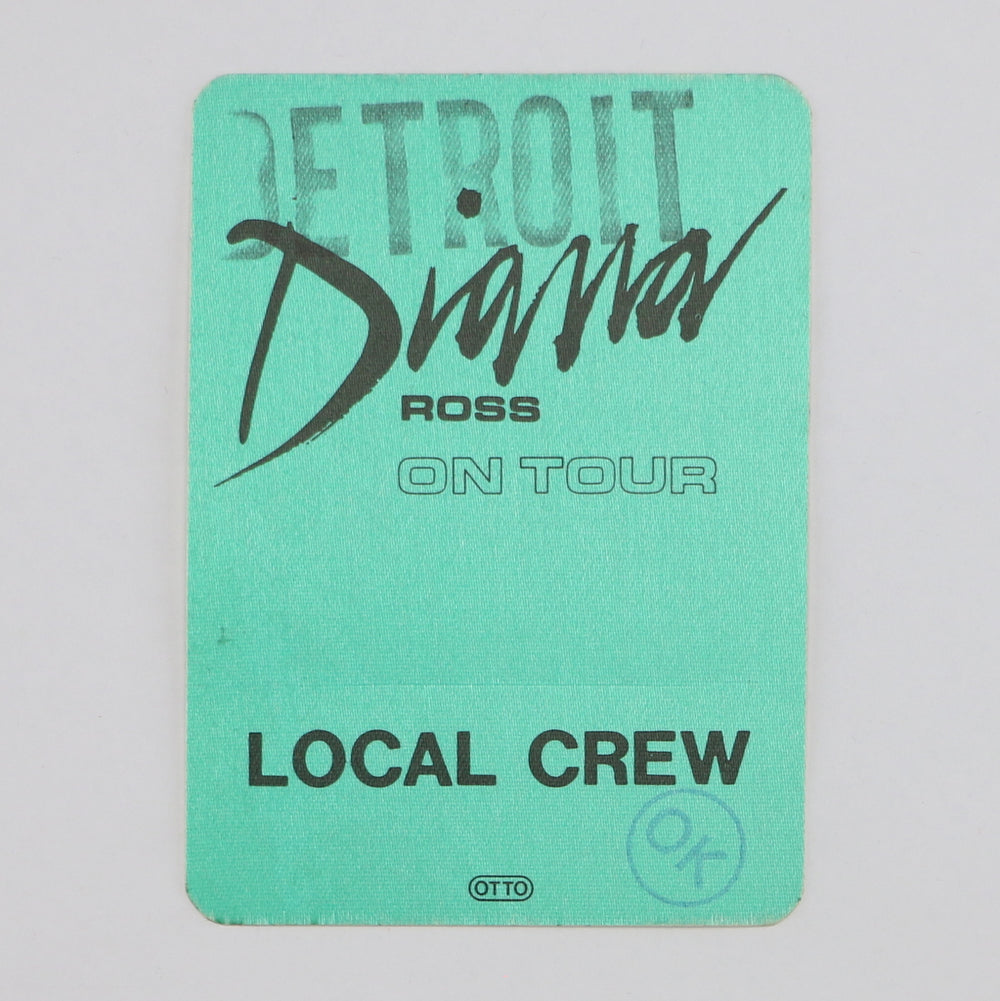 DETROIT
Diana
ROSS
ON TOUR
LOCAL CREW
OK
OTTO